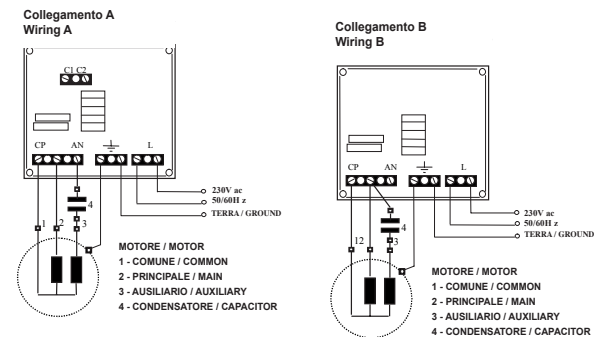 Collegamento A
Wiring A
C1 C2
CP AN L
4
230V ac
50/60H z
TERRA / GROUND
1 2 3
MOTORE / MOTOR
1 - COMUNE / COMMON
2 - PRINCIPALE / MAIN
3 - AUSILIARIO / AUXILIARY
4 - CONDENSATORE / CAPACITOR
Collegamento B
Wiring B
CP AN L
230V ac
4
50/60H z
TERRA / GROUND
12 3
MOTORE / MOTOR
1 - COMUNE / COMMON
2 - PRINCIPALE / MAIN
3 - AUSILIARIO / AUXILIARY
4 - CONDENSATORE / CAPACITOR